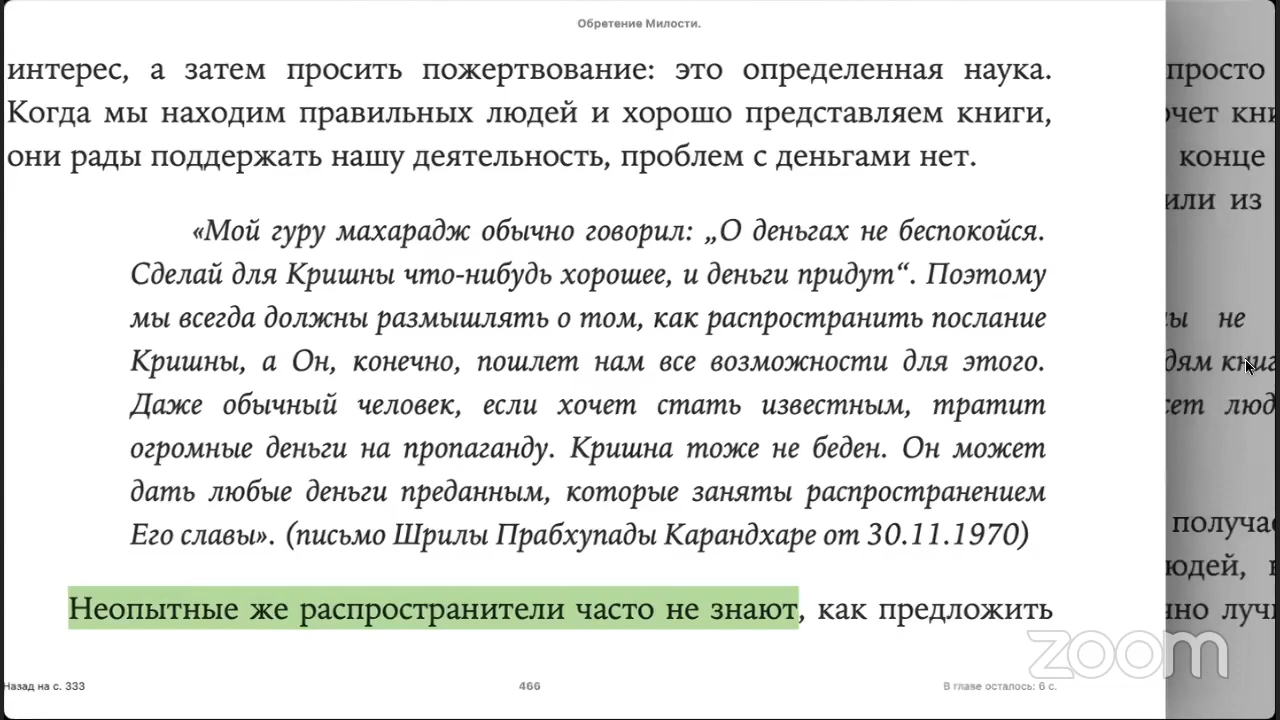 Обретение Милости.
интерес, а затем просить пожертвование: это определенная наука.
Когда мы находим правильных людей и хорошо представляем книги,
они рады поддержать нашу деятельность, проблем с деньгами нет.
«Мой гуру махарадж обычно говорил: „О деньгах не беспокойся.
Сделай для Кришны что-нибудь хорошее, и деньги придут“. Поэтому
мы всегда должны размышлять о том, как распространить послание
Кришны, а Он, конечно, пошлет нам все возможности для этого.
Даже обычный человек, если хочет стать известным, тратит
огромные деньги на пропаганду. Кришна тоже не беден. Он может
дать любые деньги преданным, которые заняты распространением
Его славы». (письмо Шрилы Прабхупады Карандхаре от 30.11.1970)
Неопытные же распространители часто не знают, как предложить
Назад на с. 333
466
В главе осталось: 6 с.
просто
конце
или из
не
zoom